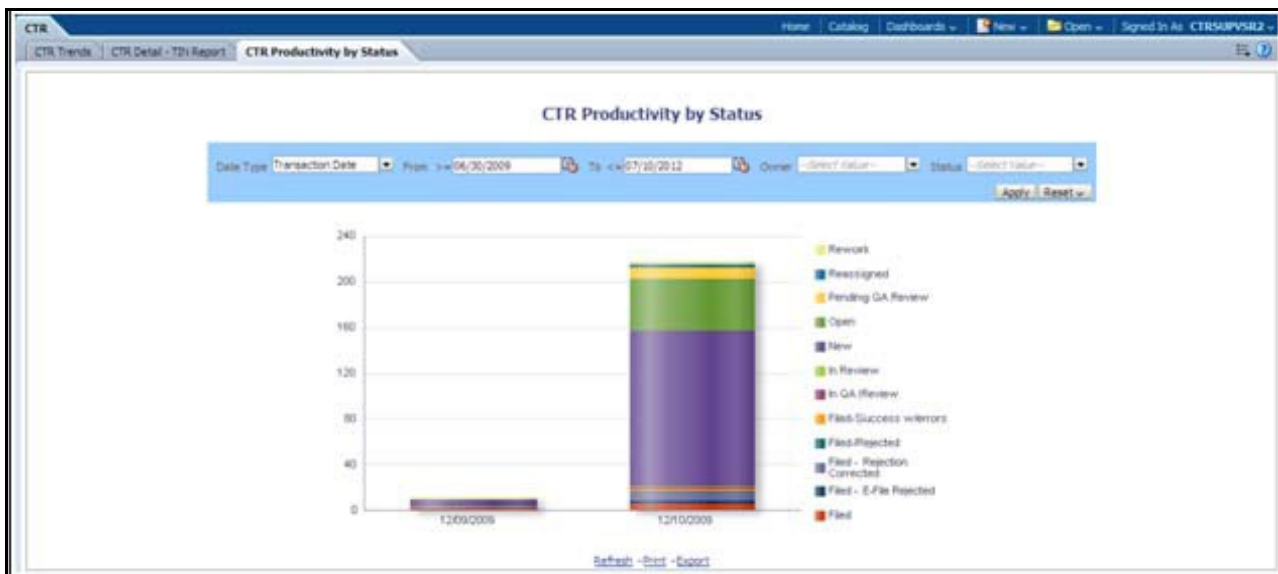 CTR
Home Catalog Dashboards New Open Signed In As CTRSUPVSR2
CTR Trends CTR Detail - TIN Report CTR Productivity by Status
CTR Productivity by Status
Date Type Transaction Date From >= 06/30/2009 To <= 07/10/2012 Owner --Select Value-- Status --Select Value--
Apply Reset
240
200
160
120
80
40
0
12/09/2009 12/10/2009
Rework
Reassigned
Pending QA Review
Open
New
In Review
In QA Review
Filed-Success w/errors
Filed-Rejected
Filed - Rejection
Corrected
Filed - E-File Rejected
Filed
Refresh - Print - Export